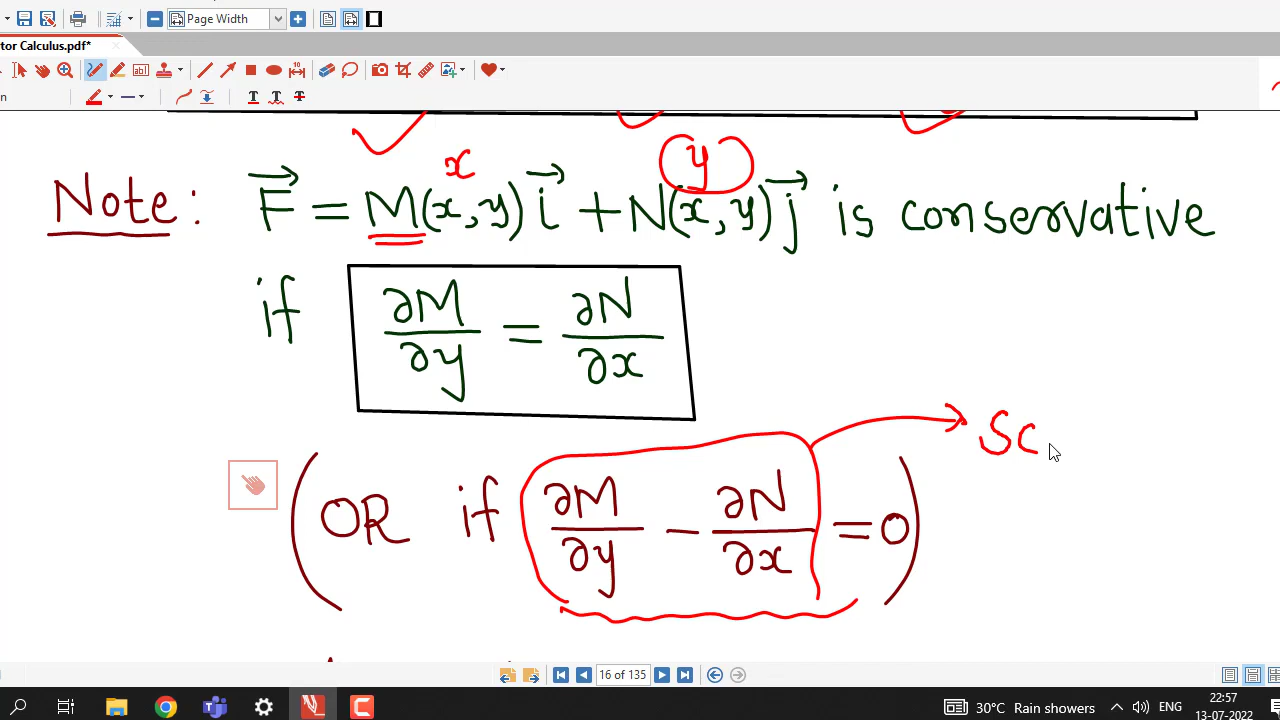 Page Width
tor Calculus.pdf*
n
T T T
x y
Note: F = M(x,y) i + N(x,y) j is conservative
if ∂M/∂y = ∂N/∂x
SC
(OR if ∂M/∂y − ∂N/∂x = 0)
16 of 135
30°C Rain showers ENG 22:57
13-07-2022